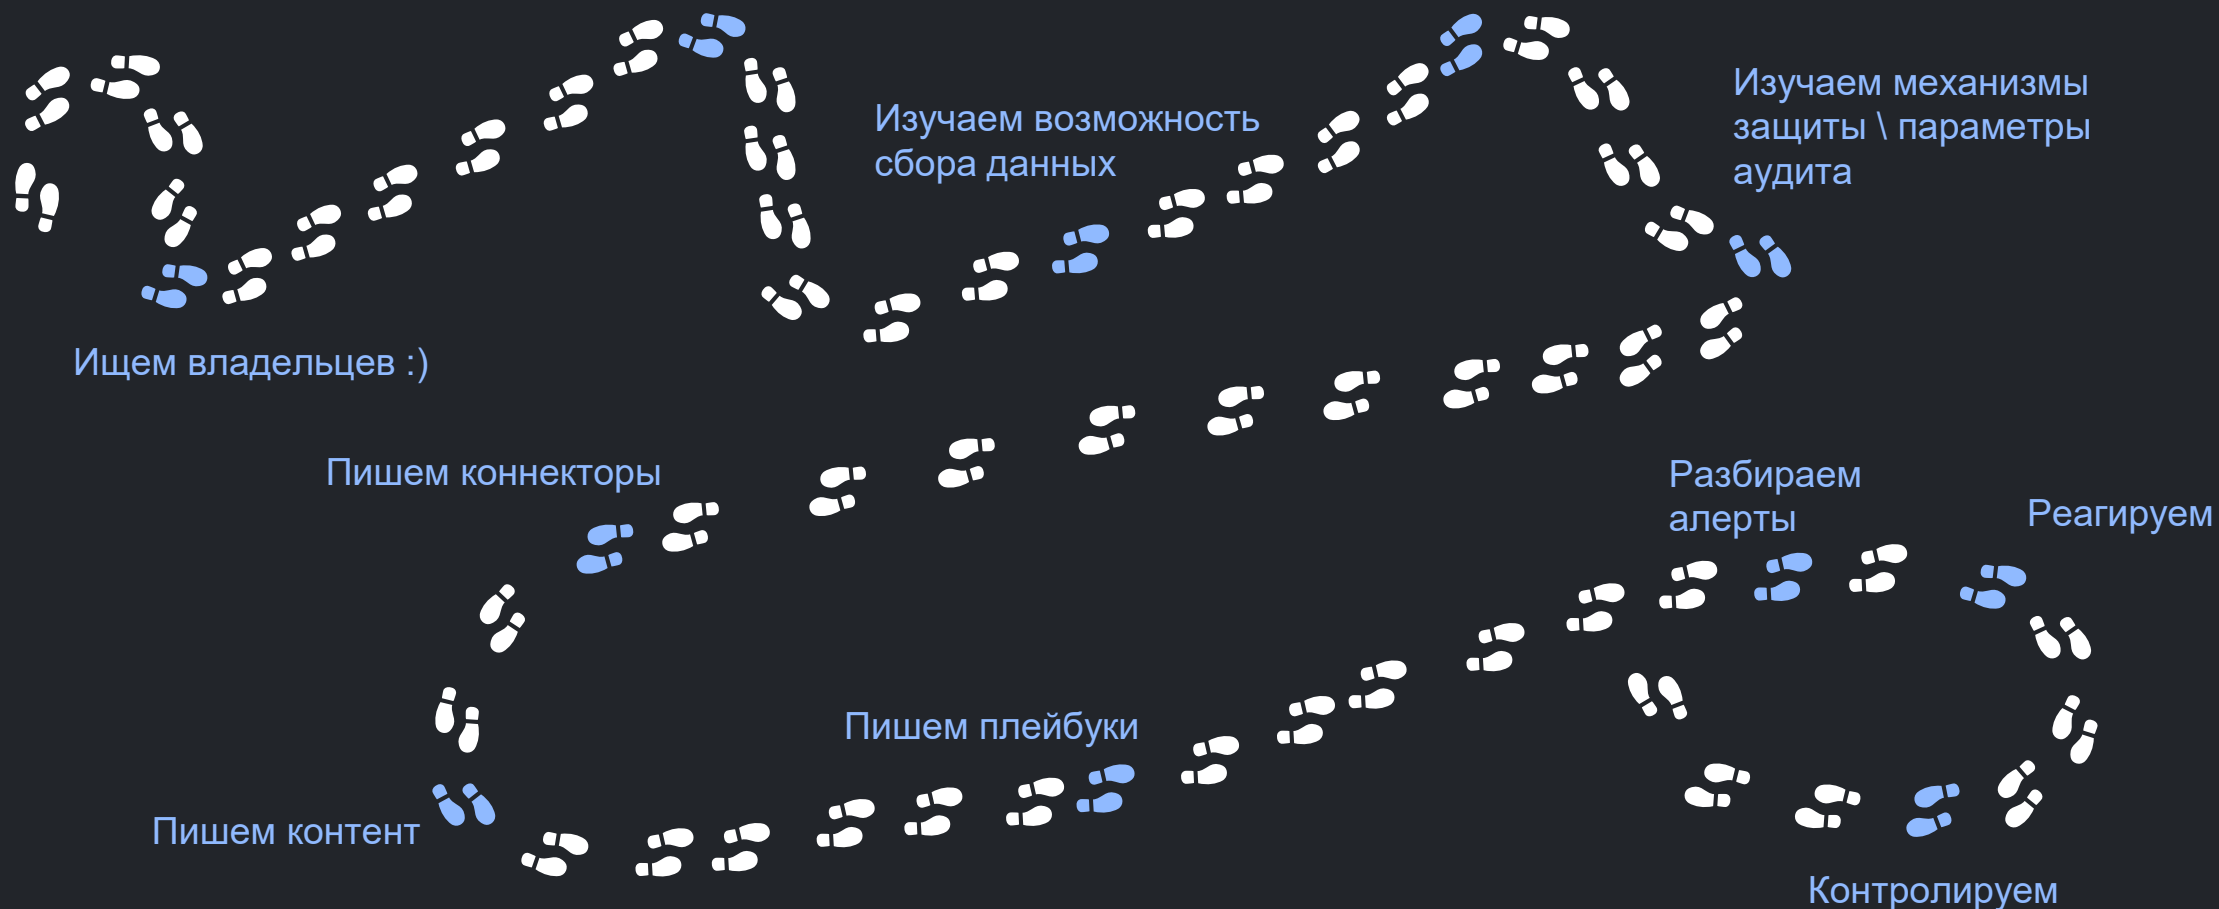 Ищем владельцев :)
Изучаем возможность
сбора данных
Изучаем механизмы
защиты \ параметры
аудита
Пишем коннекторы
Пишем контент
Пишем плейбуки
Разбираем
алерты
Реагируем
Контролируем